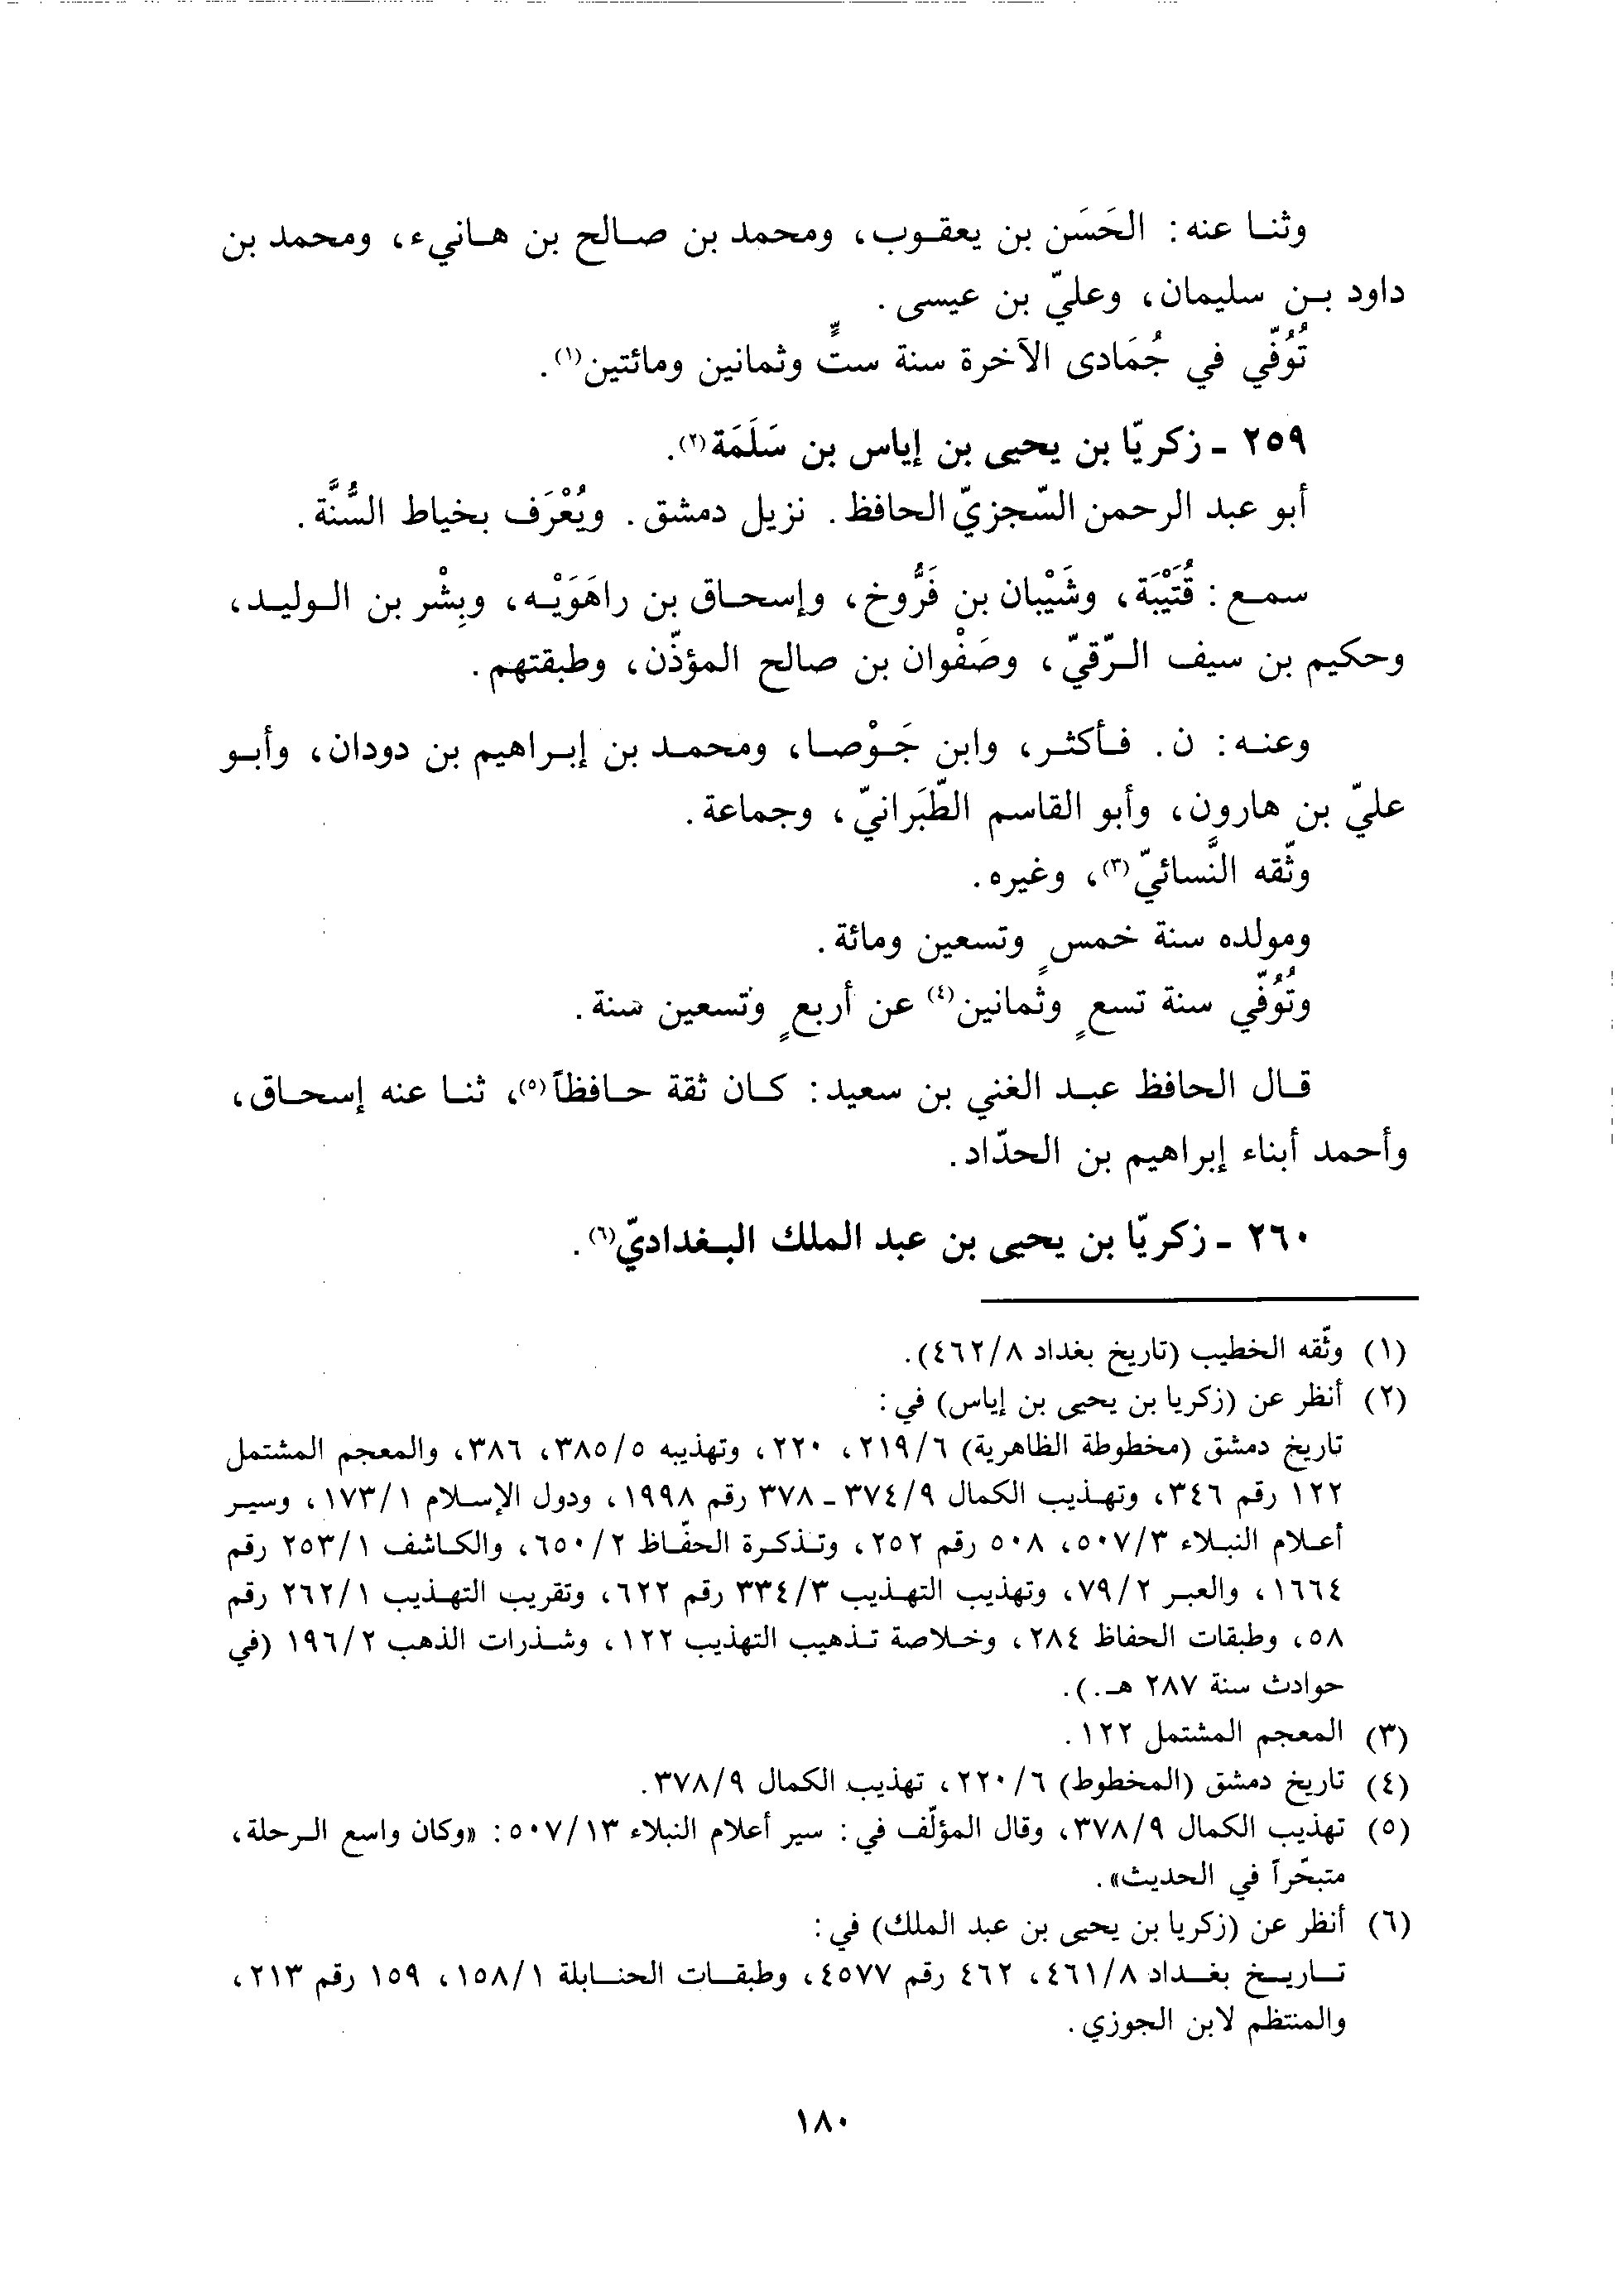 وثنا عنه: الحَسَن بن يعقوب، ومحمد بن صالح بن هانيء، ومحمد بن
داود بن سليمان، وعليّ بن عيسى.
تُوُفّي في جُمَادى الآخرة سنة ستٍّ وثمانين ومائتين(١).
٢٥٩ - زكريّا بن يحيى بن إياس بن سَلَمَة(٢).
أبو عبد الرحمن السّجزيّ الحافظ. نزيل دمشق. ويُعْرَف بخياط السُّنَّة.
سمع: قُتَيْبَة، وشَيْبان بن فَرُّوخ، وإسحاق بن راهَوَيْه، وبِشْر بن الوليد،
وحكيم بن سيف الرّقيّ، وصَفْوان بن صالح المؤذّن، وطبقتهم.
وعنه: ن. فأكثر، وابن جَوْصا، ومحمد بن إبراهيم بن دودان، وأبو
عليّ بن هارون، وأبو القاسم الطّبَرانيّ، وجماعة.
وثّقه النَّسائيّ(٣)، وغيره.
ومولده سنة خمسٍ وتسعين ومائة.
وتُوُفّي سنة تسعٍ وثمانين(٤) عن أربعٍ وتسعين سنة.
قال الحافظ عبد الغني بن سعيد: كان ثقة حافظاً(٥)، ثنا عنه إسحاق،
وأحمد أبناء إبراهيم بن الحدّاد.
٢٦٠ - زكريّا بن يحيى بن عبد الملك البغداديّ(٦).
(١) وثّقه الخطيب (تاريخ بغداد ٤٦٢/٨).
(٢) أنظر عن (زكريا بن يحيى بن إياس) في:
تاريخ دمشق (مخطوطة الظاهرية) ٢١٩/٦، ٢٢٠، وتهذيبه ٣٨٥/٥، ٣٨٦، والمعجم المشتمل
١٢٢ رقم ٣٤٦، وتهذيب الكمال ٣٧٤/٩ - ٣٧٨ رقم ١٩٩٨، ودول الإسلام ١٧٣/١، وسير
أعلام النبلاء ٥٠٧/٣، ٥٠٨ رقم ٢٥٢، وتذكرة الحفّاظ ٦٥٠/٢، والكاشف ٢٥٣/١ رقم
١٦٦٤، والعبر ٧٩/٢، وتهذيب التهذيب ٣٣٤/٣ رقم ٦٢٢، وتقريب التهذيب ٢٦٢/١ رقم
٥٨، وطبقات الحفاظ ٢٨٤، وخلاصة تذهيب التهذيب ١٢٢، وشذرات الذهب ١٩٦/٢ (في
حوادث سنة ٢٨٧ هـ.).
(٣) المعجم المشتمل ١٢٢.
(٤) تاريخ دمشق (المخطوط) ٢٢٠/٦، تهذيب الكمال ٣٧٨/٩.
(٥) تهذيب الكمال ٣٧٨/٩، وقال المؤلّف في: سير أعلام النبلاء ٥٠٧/١٣: «وكان واسع الرحلة،
متبحّراً في الحديث».
(٦) أنظر عن (زكريا بن يحيى بن عبد الملك) في:
تاريخ بغداد ٤٦١/٨، ٤٦٢ رقم ٤٥٧٧، وطبقات الحنابلة ١٥٨/١، ١٥٩ رقم ٢١٣،
والمنتظم لابن الجوزي.
١٨٠